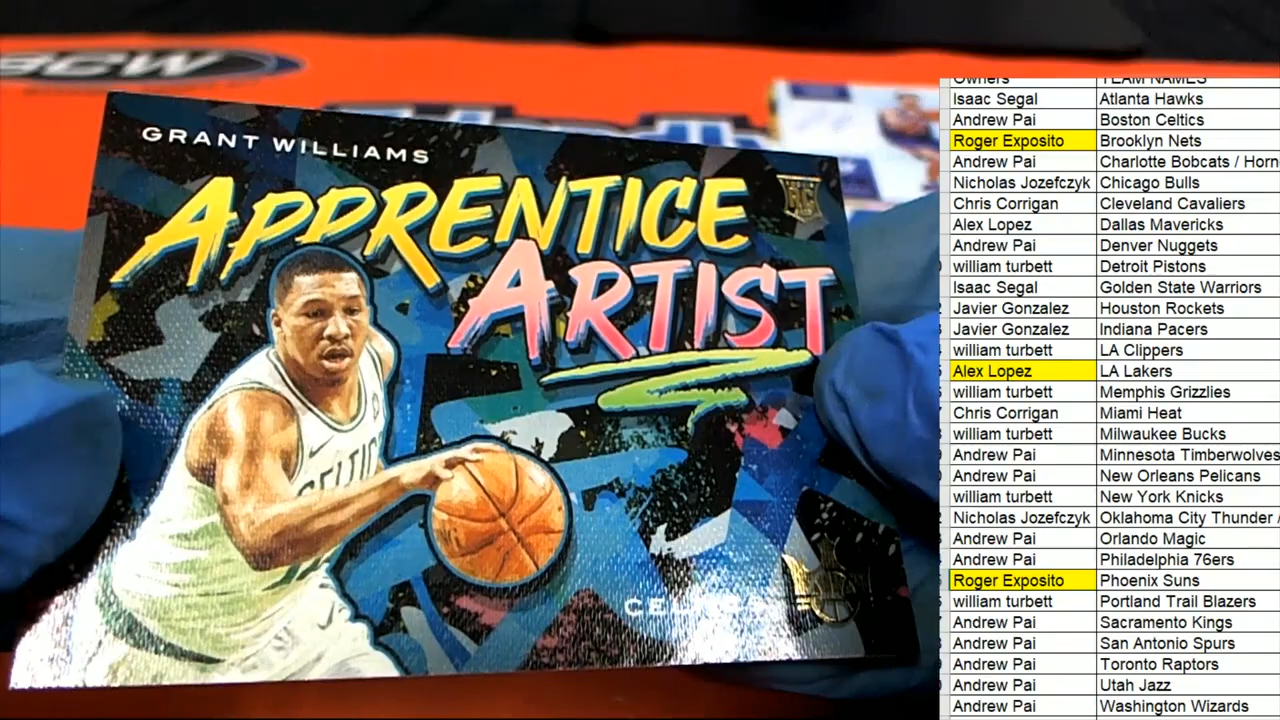 BCW
GRANT WILLIAMS
APPRENTICE
ARTIST
RC
CELTIC
Owners TEAM NAMES
Isaac Segal Atlanta Hawks
Andrew Pai Boston Celtics
Roger Exposito Brooklyn Nets
Andrew Pai Charlotte Bobcats / Horn
Nicholas Jozefczyk Chicago Bulls
Chris Corrigan Cleveland Cavaliers
Alex Lopez Dallas Mavericks
Andrew Pai Denver Nuggets
william turbett Detroit Pistons
Isaac Segal Golden State Warriors
Javier Gonzalez Houston Rockets
Javier Gonzalez Indiana Pacers
william turbett LA Clippers
Alex Lopez LA Lakers
william turbett Memphis Grizzlies
Chris Corrigan Miami Heat
william turbett Milwaukee Bucks
Andrew Pai Minnesota Timberwolves
Andrew Pai New Orleans Pelicans
william turbett New York Knicks
Nicholas Jozefczyk Oklahoma City Thunder /
Andrew Pai Orlando Magic
Andrew Pai Philadelphia 76ers
Roger Exposito Phoenix Suns
william turbett Portland Trail Blazers
Andrew Pai Sacramento Kings
Andrew Pai San Antonio Spurs
Andrew Pai Toronto Raptors
Andrew Pai Utah Jazz
Andrew Pai Washington Wizards